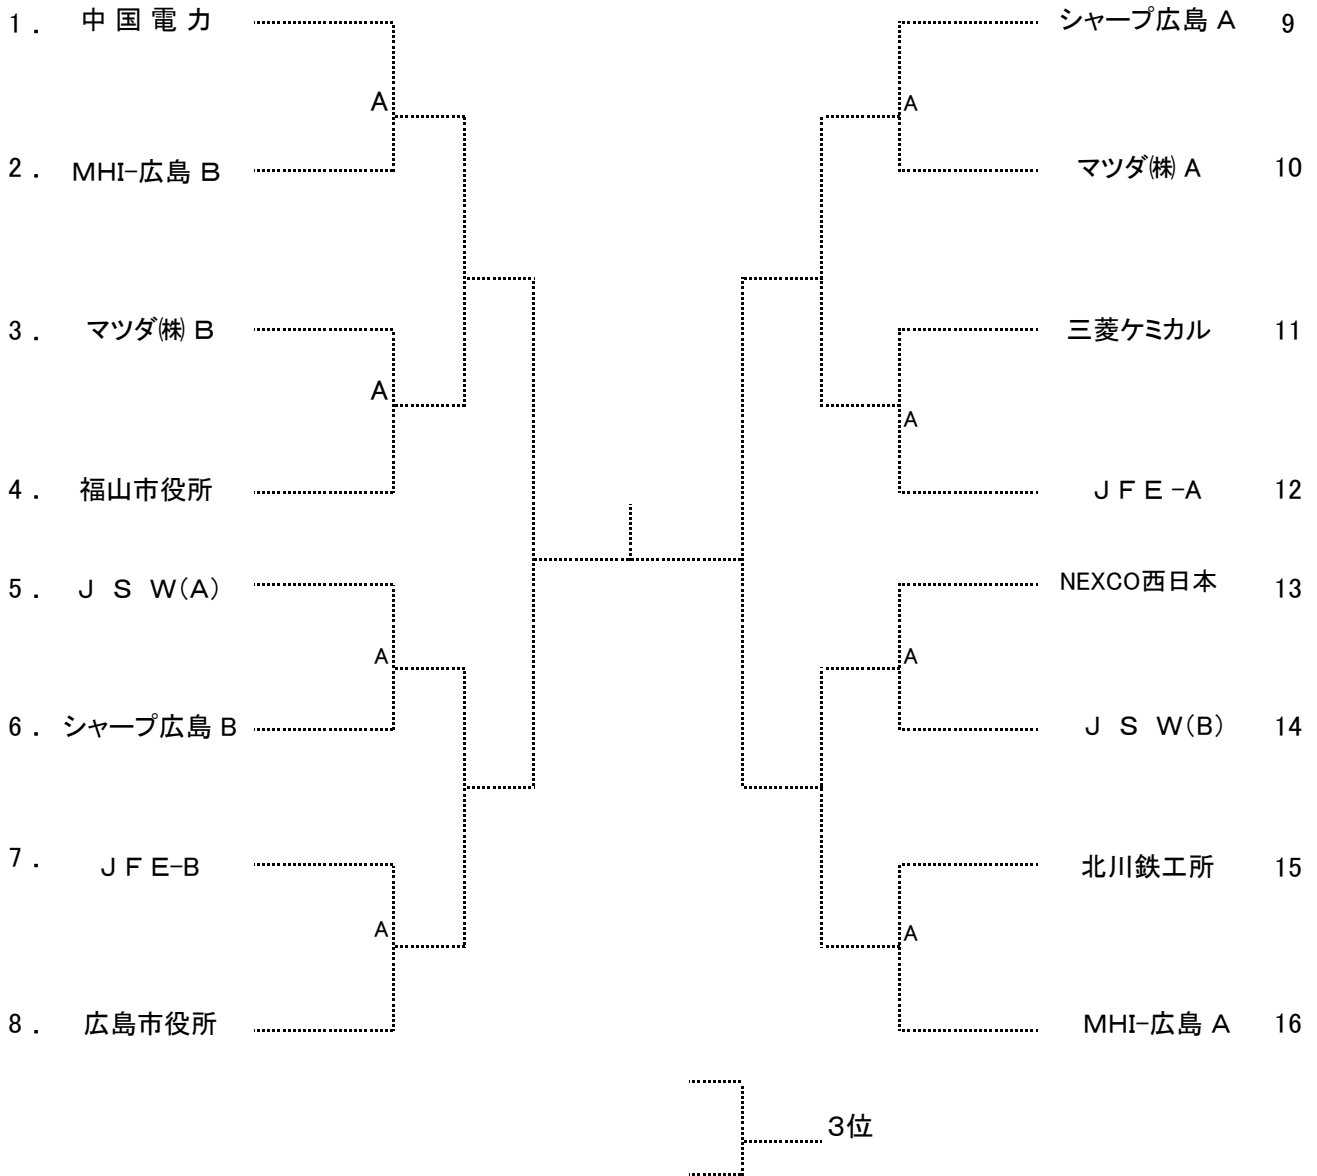 1． 中 国 電 力
A
2． MHI-広島 B
3． マツダ㈱ B
A
4． 福山市役所
5． J S W(A)
A
6． シャープ広島 B
7． J F E-B
A
8． 広島市役所
シャープ広島 A 9
A
マツダ㈱ A 10
三菱ケミカル 11
A
J F E -A 12
NEXCO西日本 13
A
J S W(B) 14
北川鉄工所 15
A
MHI-広島 A 16
3位